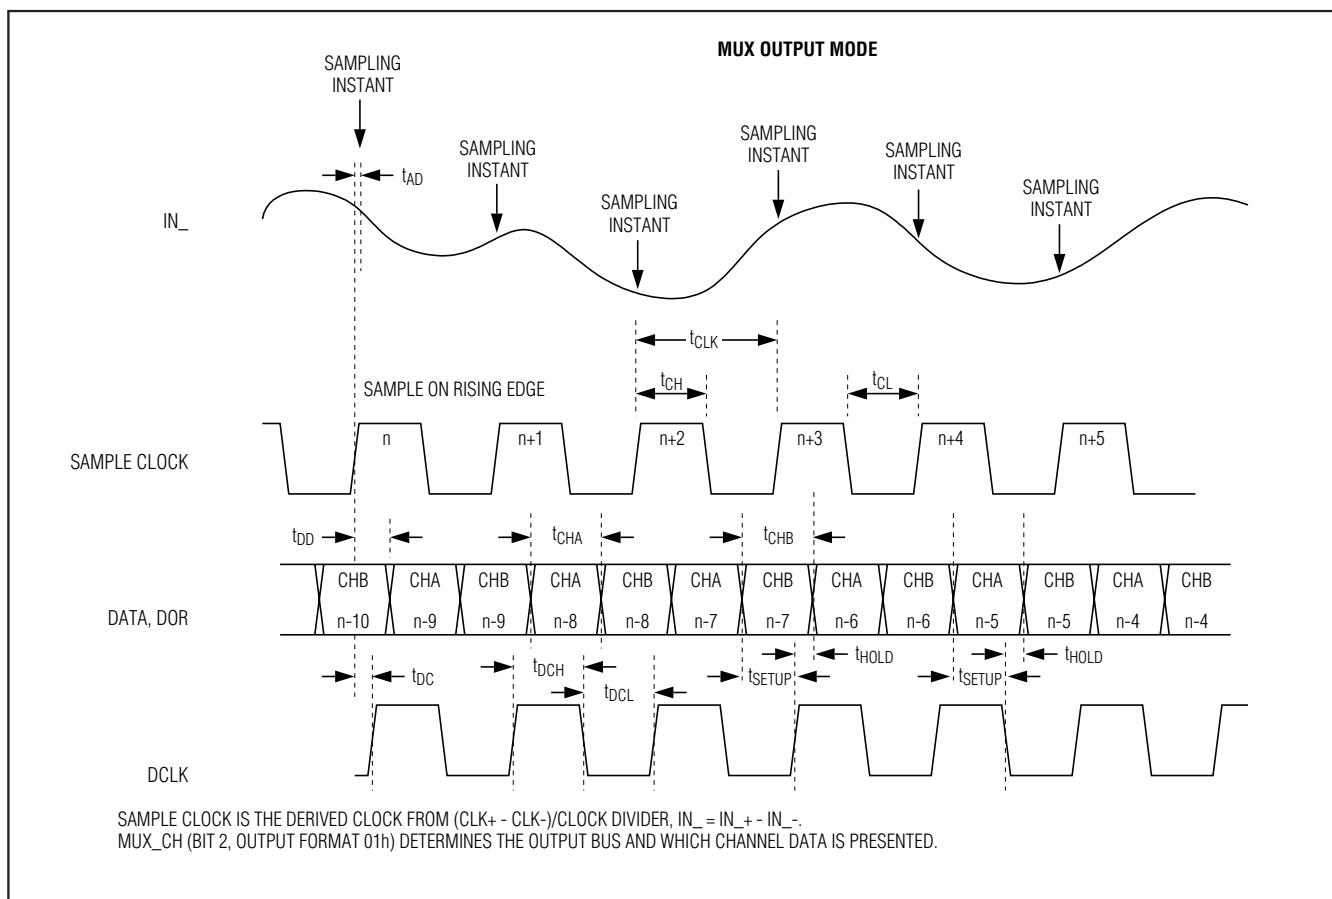 MUX OUTPUT MODE
SAMPLING
INSTANT
SAMPLING
INSTANT
SAMPLING
INSTANT
SAMPLING
INSTANT
SAMPLING
INSTANT
SAMPLING
INSTANT
tAD
IN_
tCLK
SAMPLE ON RISING EDGE
tCH
tCL
SAMPLE CLOCK
n
n+1
n+2
n+3
n+4
n+5
tDD
tCHA
tCHB
DATA, DOR
CHB CHA CHB CHA CHB CHA CHB CHA CHB CHA CHB CHA CHB
n-10 n-9 n-9 n-8 n-8 n-7 n-7 n-6 n-6 n-5 n-5 n-4 n-4
tDC
tDCH
tDCL
tSETUP
tHOLD
tSETUP
tHOLD
DCLK
SAMPLE CLOCK IS THE DERIVED CLOCK FROM (CLK+ - CLK-)/CLOCK DIVIDER, IN_ = IN_+ - IN_-.
MUX_CH (BIT 2, OUTPUT FORMAT 01h) DETERMINES THE OUTPUT BUS AND WHICH CHANNEL DATA IS PRESENTED.